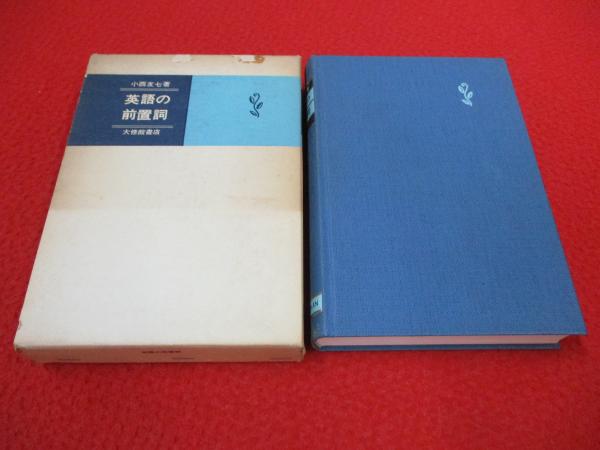 小西友七著
英語の
前置詞
大修館書店